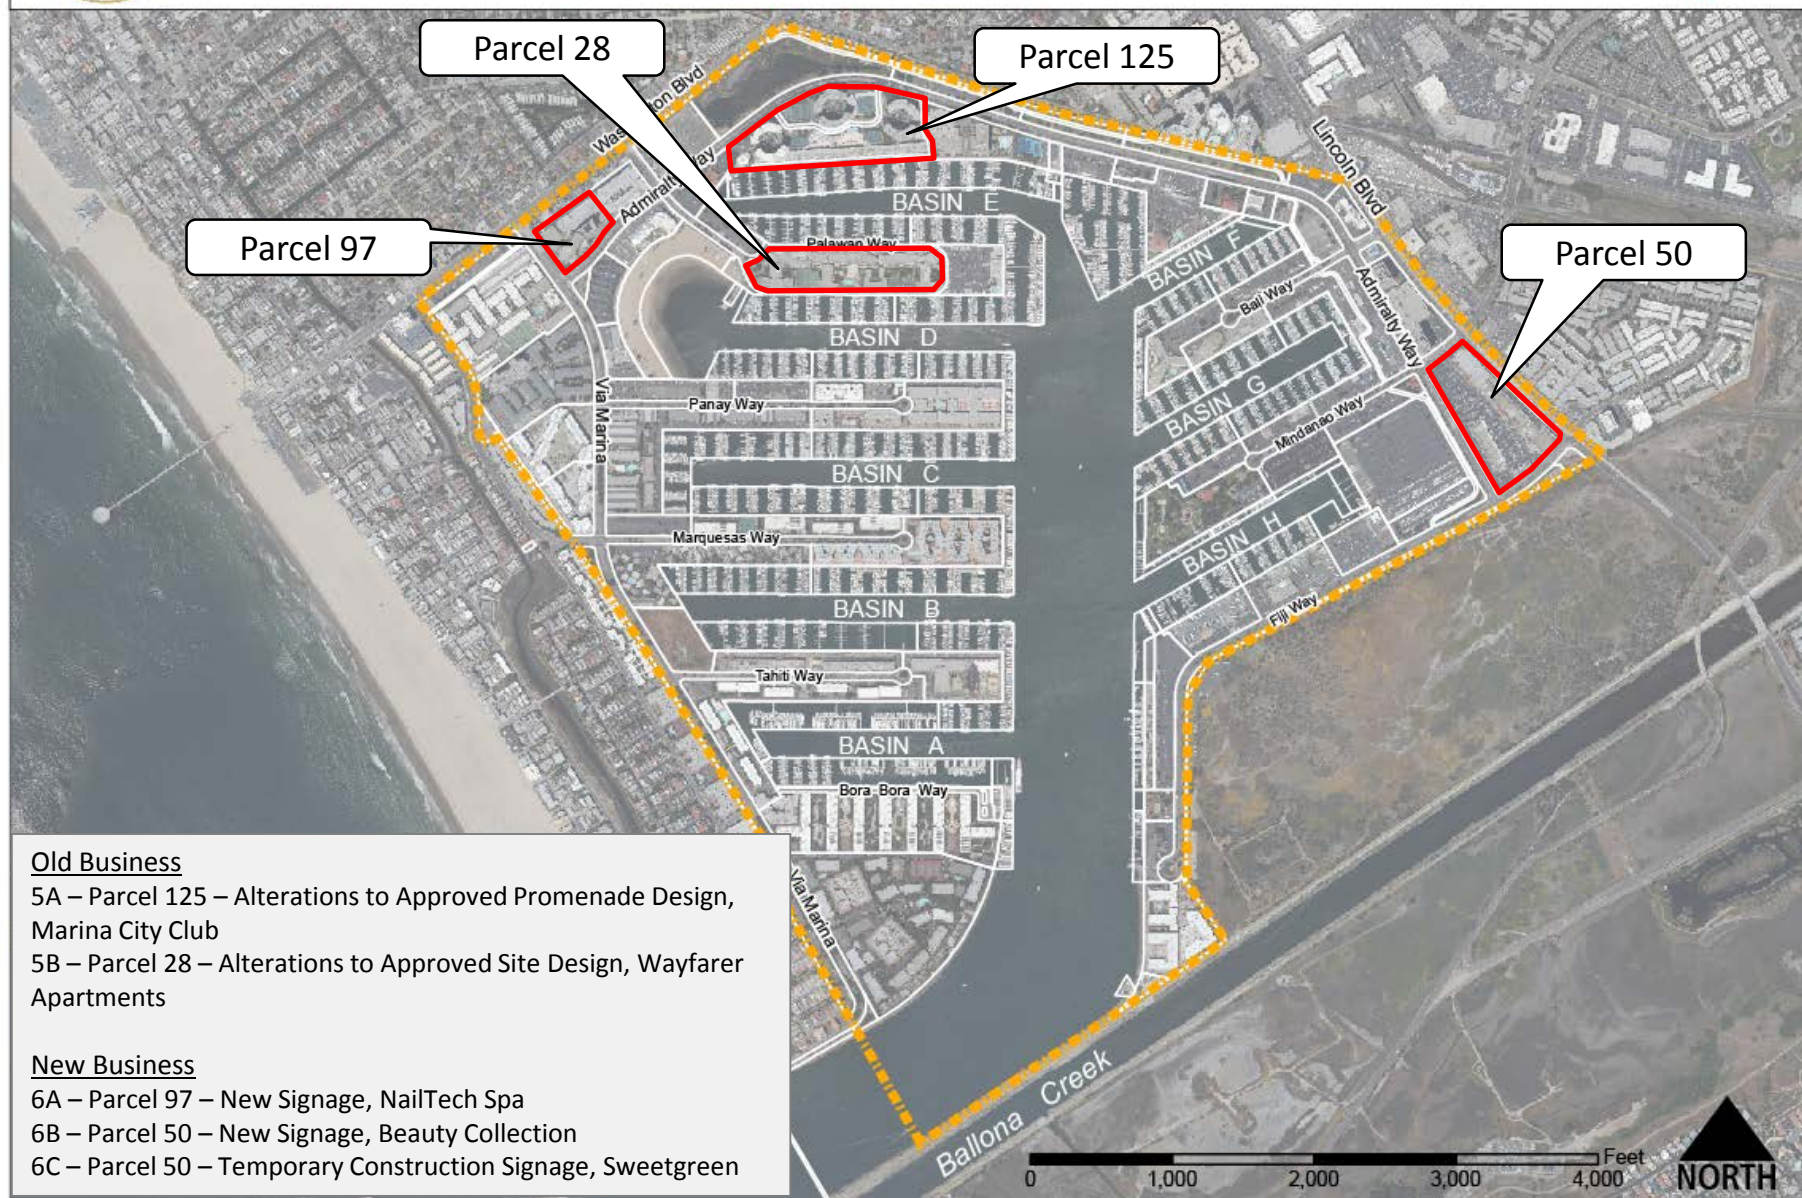 Parcel 28
Parcel 125
Washington Blvd
Admiralty Way
Lincoln Blvd
Parcel 97
BASIN E
Palawan Way
BASIN F
Parcel 50
Bali Way
Admiralty Way
BASIN D
Via Marina
Panay Way
BASIN G
Mindanao Way
BASIN C
Marquesas Way
BASIN H
BASIN B
Fiji Way
Tahiti Way
BASIN A
Bora Bora Way
Via Marina
Ballona Creek
Old Business
5A – Parcel 125 – Alterations to Approved Promenade Design,
Marina City Club
5B – Parcel 28 – Alterations to Approved Site Design, Wayfarer
Apartments
New Business
6A – Parcel 97 – New Signage, NailTech Spa
6B – Parcel 50 – New Signage, Beauty Collection
6C – Parcel 50 – Temporary Construction Signage, Sweetgreen
Feet
0 1,000 2,000 3,000 4,000
NORTH